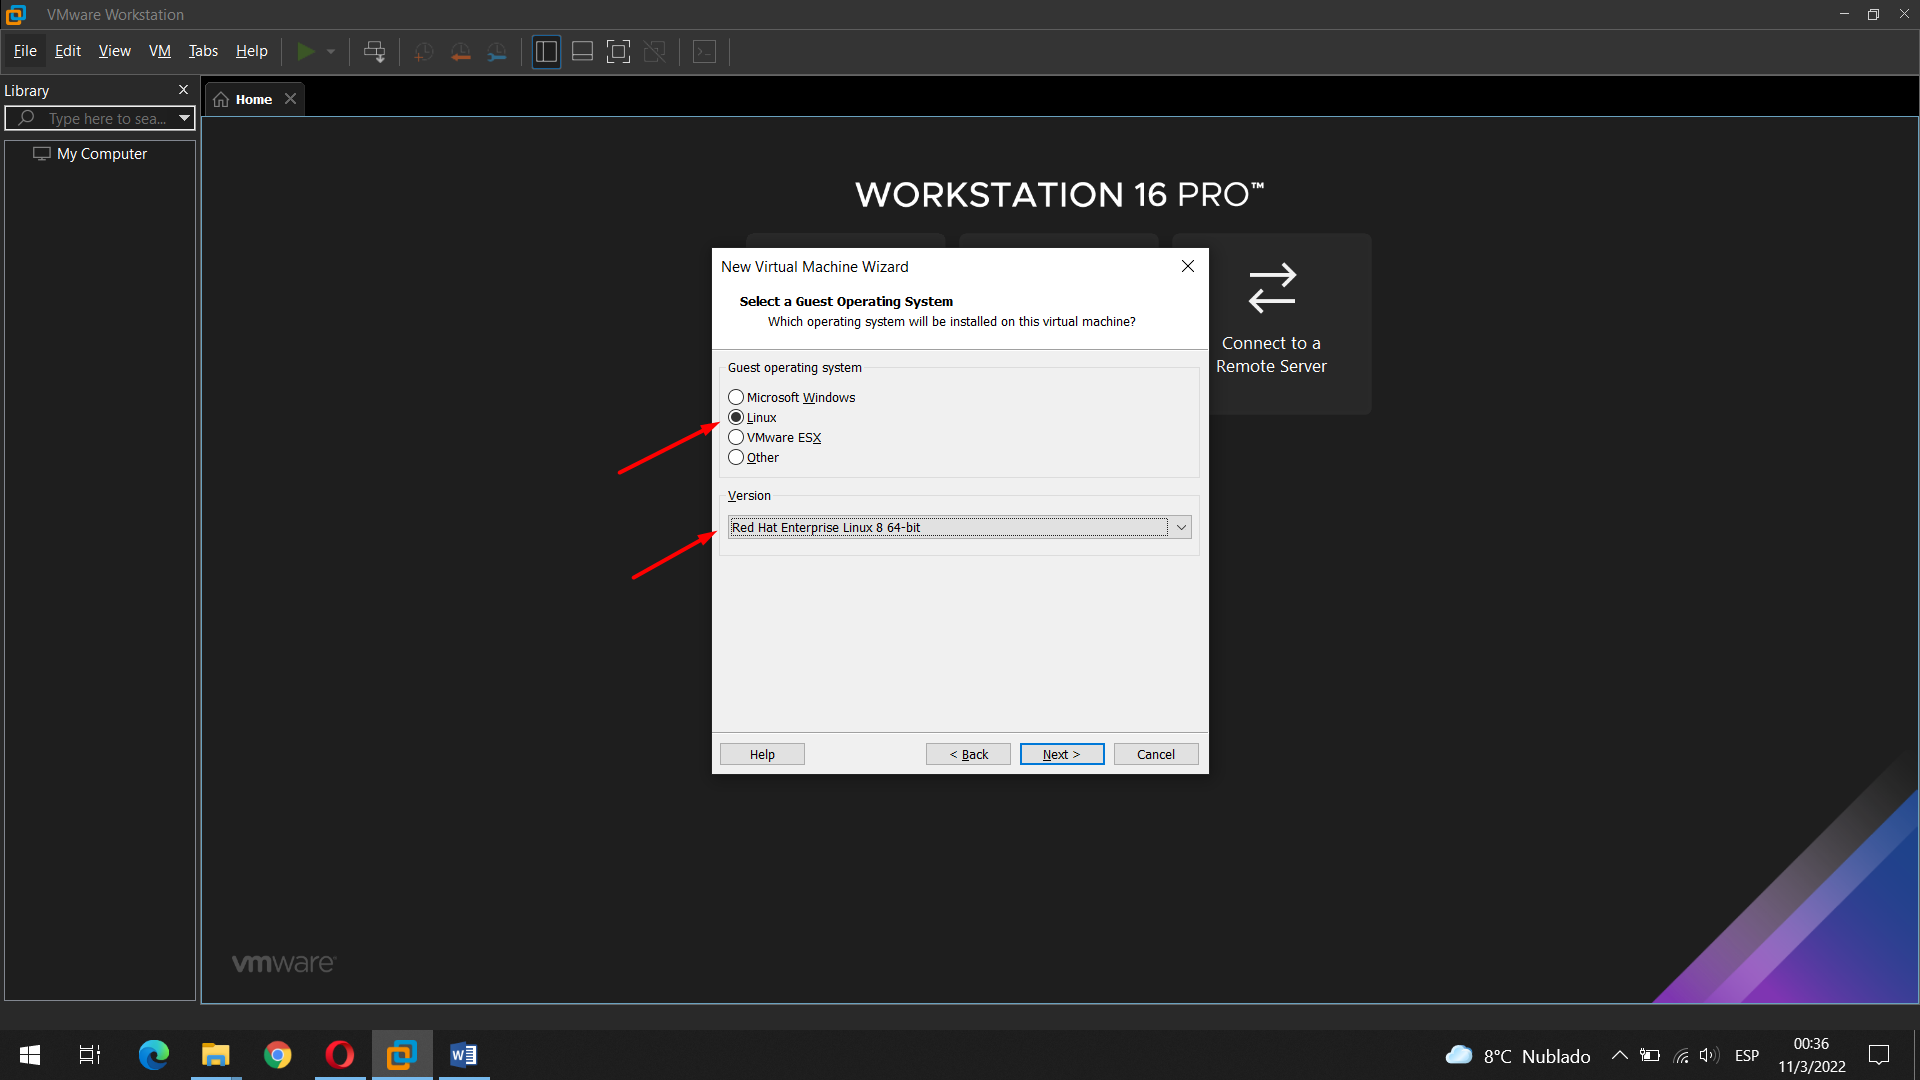 VMware Workstation
File Edit View VM Tabs Help
Library
Home
Type here to sea...
My Computer
WORKSTATION 16 PRO™
New Virtual Machine Wizard
Select a Guest Operating System
Which operating system will be installed on this virtual machine?
Connect to a
Remote Server
Guest operating system
Microsoft Windows
Linux
VMware ESX
Other
Version
Red Hat Enterprise Linux 8 64-bit
Help < Back Next > Cancel
vmware
8°C Nublado
ESP
00:36
11/3/2022